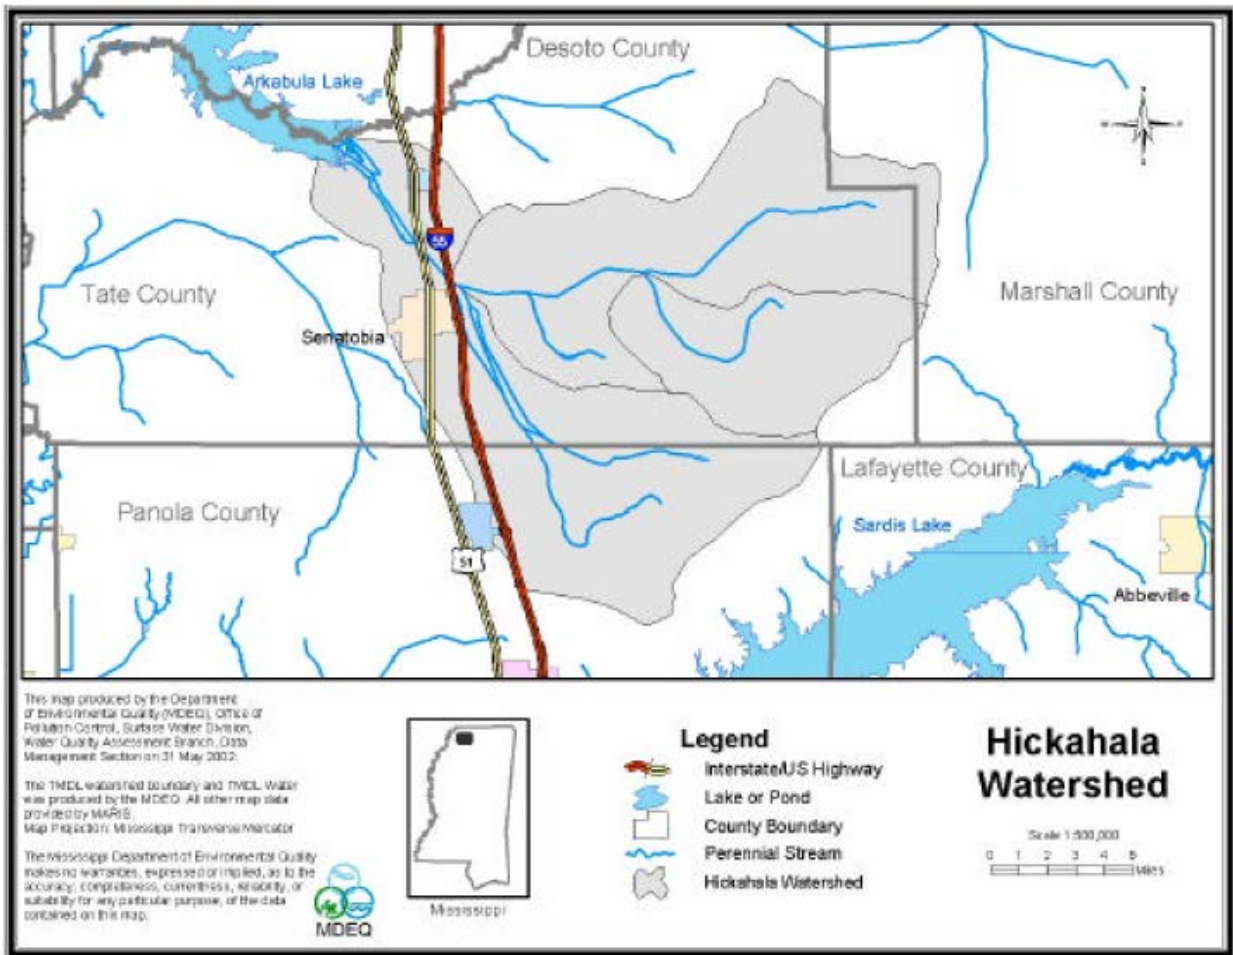 Desoto County
Arkabula Lake
55
Tate County
Marshall County
Senatobia
Lafayette County
Panola County
Sardis Lake
51
Abbeville
This map produced by the Department
of Environmental Quality (MDEQ), Office of
Pollution Control, Surface Water Division,
Water Quality Assessment Branch, Data
Management Section on 31 May 2002.
The TMDL watershed boundary and TMDL Water
was produced by the MDEQ. All other map data
provided by MARIS.
Map Projection: Mississippi Transverse Mercator
The Mississippi Department of Environmental Quality
makes no warranties, expressed or implied, as to the
accuracy, completeness, currentness, reliability, or
suitability for any particular purpose, of the data
contained on this map.
MDEQ
Mississippi
Legend
Interstate/US Highway
Lake or Pond
County Boundary
Perennial Stream
Hickahala Watershed
Hickahala
Watershed
Scale 1:500,000
0 1 2 3 4 5
Miles